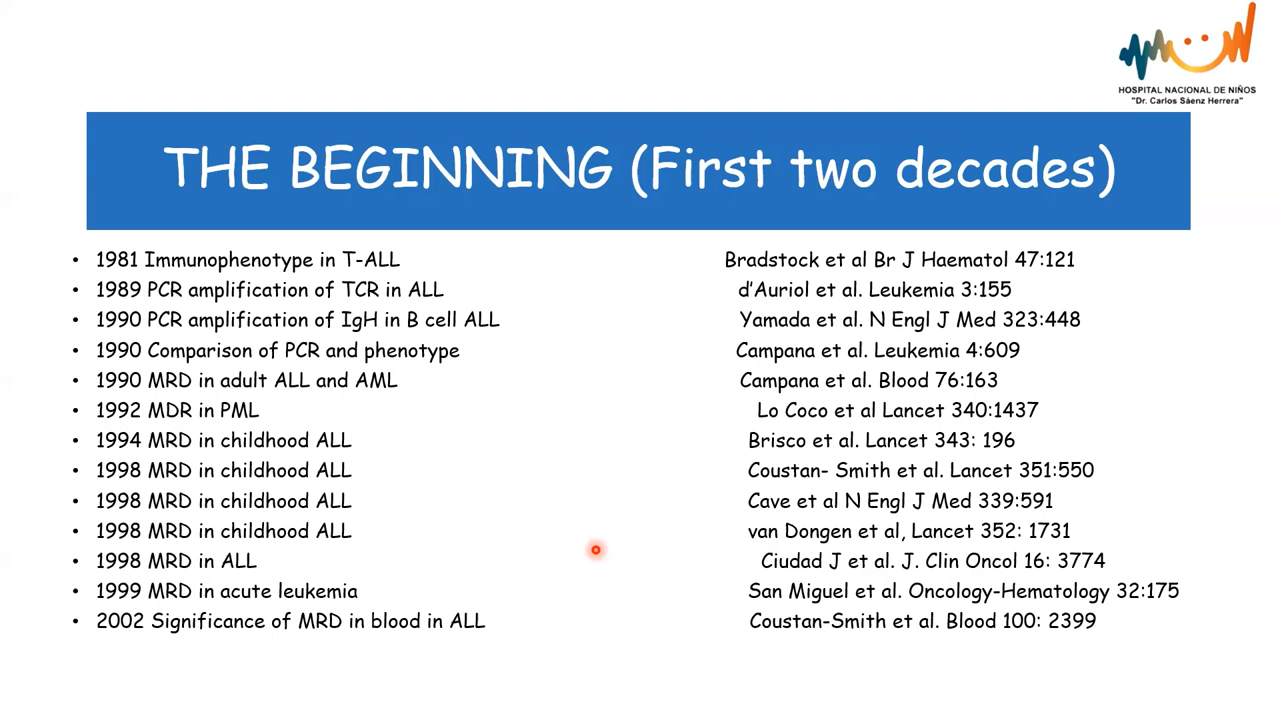 HOSPITAL NACIONAL DE NIÑOS
"Dr. Carlos Sáenz Herrera"
THE BEGINNING (First two decades)
• 1981 Immunophenotype in T-ALL Bradstock et al Br J Haematol 47:121
• 1989 PCR amplification of TCR in ALL d'Auriol et al. Leukemia 3:155
• 1990 PCR amplification of IgH in B cell ALL Yamada et al. N Engl J Med 323:448
• 1990 Comparison of PCR and phenotype Campana et al. Leukemia 4:609
• 1990 MRD in adult ALL and AML Campana et al. Blood 76:163
• 1992 MDR in PML Lo Coco et al Lancet 340:1437
• 1994 MRD in childhood ALL Brisco et al. Lancet 343: 196
• 1998 MRD in childhood ALL Coustan- Smith et al. Lancet 351:550
• 1998 MRD in childhood ALL Cave et al N Engl J Med 339:591
• 1998 MRD in childhood ALL van Dongen et al, Lancet 352: 1731
• 1998 MRD in ALL Ciudad J et al. J. Clin Oncol 16: 3774
• 1999 MRD in acute leukemia San Miguel et al. Oncology-Hematology 32:175
• 2002 Significance of MRD in blood in ALL Coustan-Smith et al. Blood 100: 2399